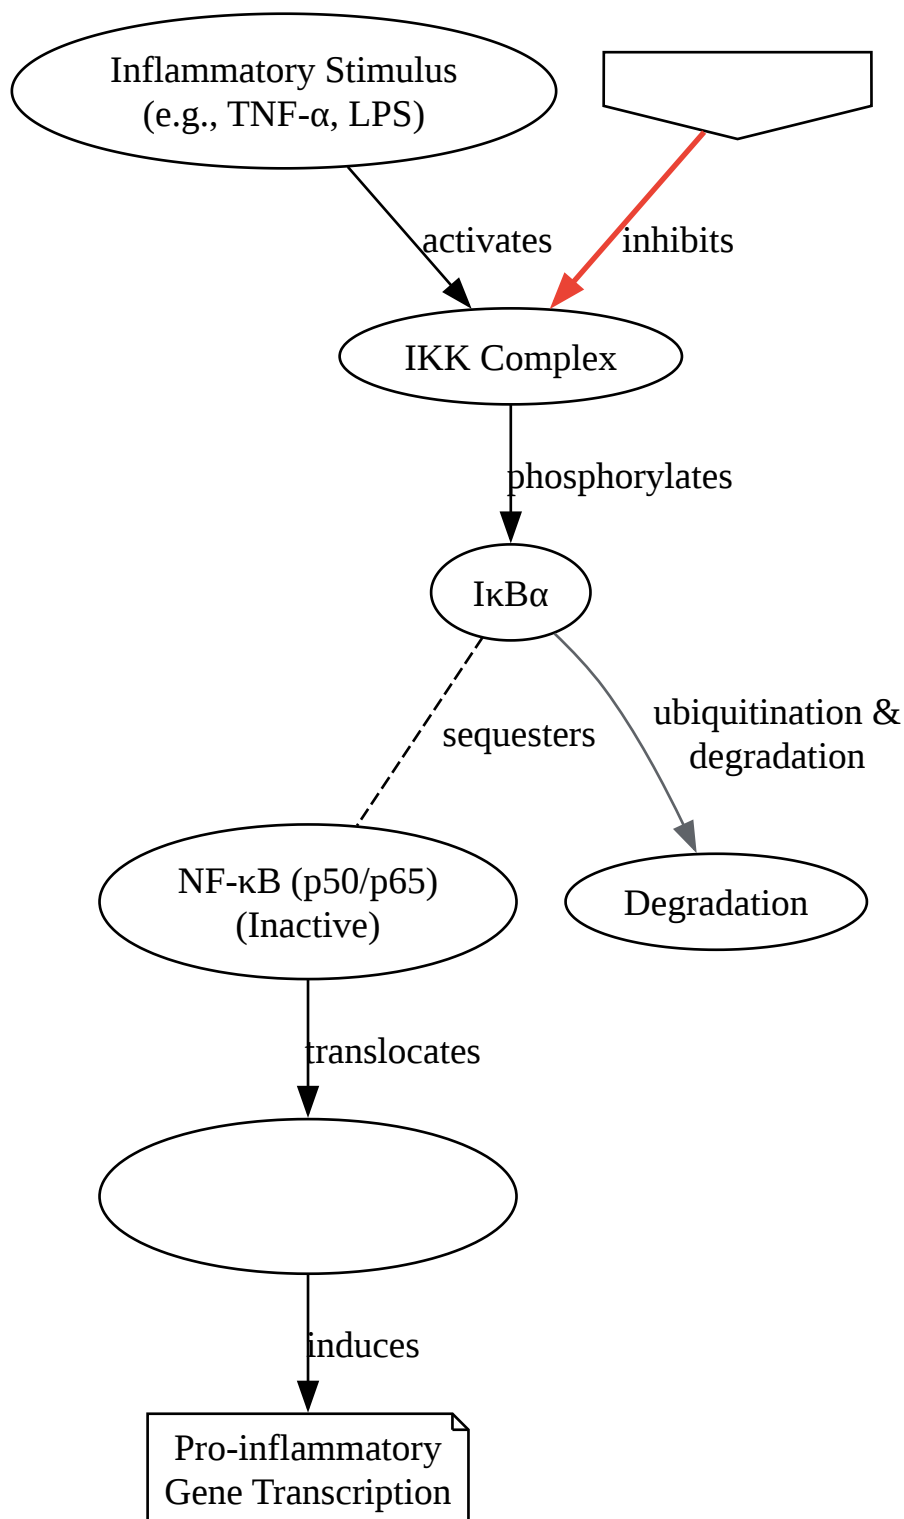 Inflammatory Stimulus
(e.g., TNF-α, LPS)
activates
inhibits
IKK Complex
phosphorylates
IκBα
sequesters
ubiquitination &
degradation
NF-κB (p50/p65)
(Inactive)
Degradation
translocates
induces
Pro-inflammatory
Gene Transcription